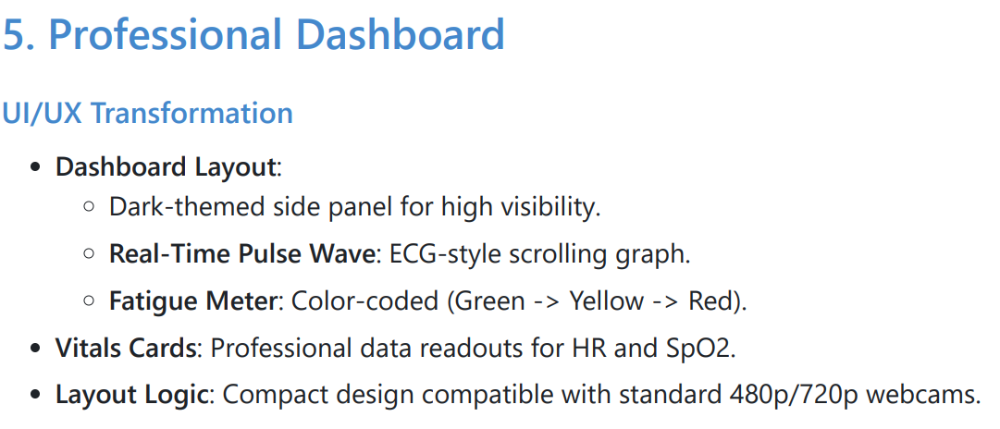 5. Professional Dashboard
UI/UX Transformation
• Dashboard Layout:
○ Dark-themed side panel for high visibility.
○ Real-Time Pulse Wave: ECG-style scrolling graph.
○ Fatigue Meter: Color-coded (Green -> Yellow -> Red).
• Vitals Cards: Professional data readouts for HR and SpO2.
• Layout Logic: Compact design compatible with standard 480p/720p webcams.